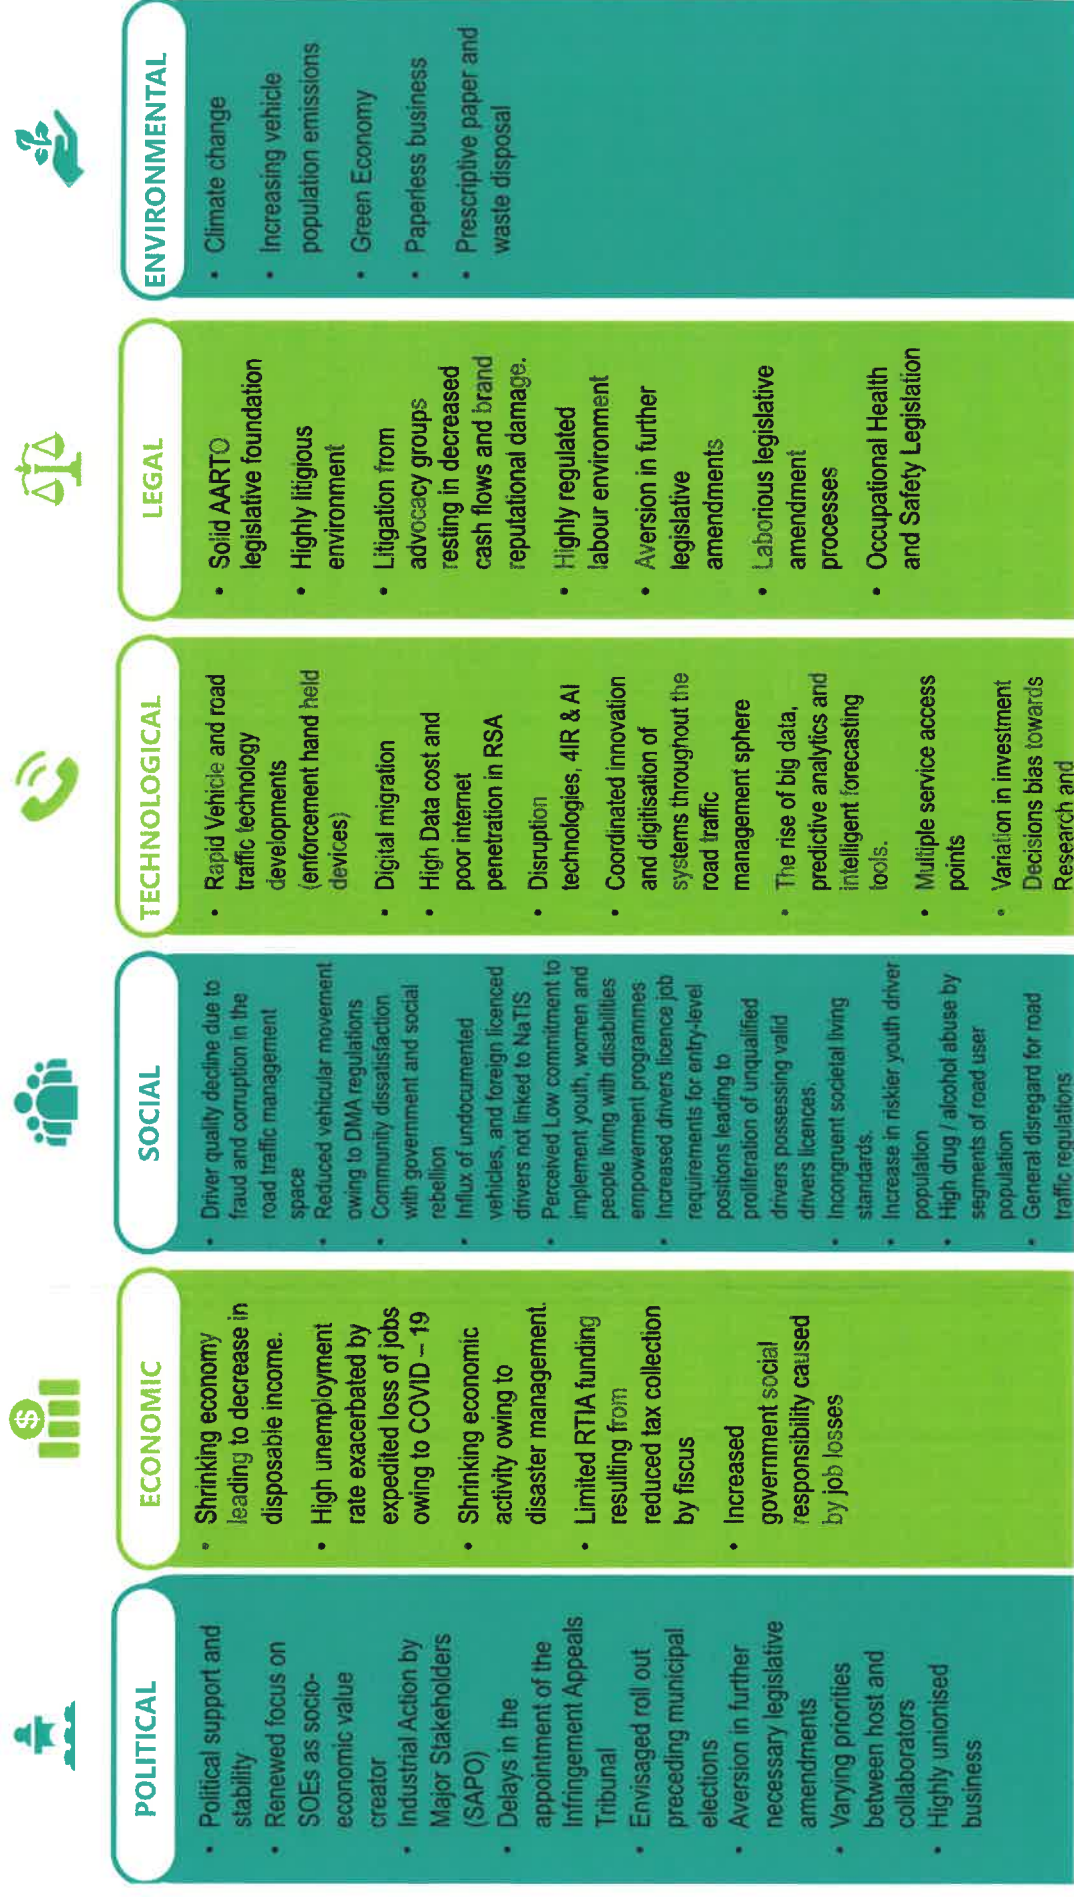 POLITICAL
• Political support and
stability
• Renewed focus on
SOEs as socio-
economic value
creator
• Industrial Action by
Major Stakeholders
(SAPO)
• Delays in the
appointment of the
Infringement Appeals
Tribunal
• Envisaged roll out
preceding municipal
elections
• Aversion in further
necessary legislative
amendments
• Varying priorities
between host and
collaborators
• Highly unionised
business
ECONOMIC
• Shrinking economy
leading to decrease in
disposable income.
• High unemployment
rate exacerbated by
expedited loss of jobs
owing to COVID – 19
• Shrinking economic
activity owing to
disaster management.
• Limited RTIA funding
resulting from
reduced tax collection
by fiscus
• Increased
government social
responsibility caused
by job losses
SOCIAL
• Driver quality decline due to
fraud and corruption in the
road traffic management
space
• Reduced vehicular movement
owing to DMA regulations
• Community dissatisfaction
with government and social
rebellion
• Influx of undocumented
vehicles, and foreign licenced
drivers not linked to NaTIS
• Perceived Low commitment to
implement youth, women and
people living with disabilities
empowerment programmes
• Increased drivers licence job
requirements for entry-level
positions leading to
proliferation of unqualified
drivers possessing valid
drivers licences.
• Incongruent societal living
standards.
• Increase in riskier youth driver
population
• High drug / alcohol abuse by
segments of road user
population
• General disregard for road
traffic regulations
TECHNOLOGICAL
• Rapid Vehicle and road
traffic technology
developments
(enforcement hand held
devices)
• Digital migration
• High Data cost and
poor internet
penetration in RSA
• Disruption
technologies, 4IR & AI
• Coordinated innovation
and digitisation of
systems throughout the
road traffic
management sphere
• The rise of big data,
predictive analytics and
intelligent forecasting
tools.
• Multiple service access
points
• Variation in investment
Decisions bias towards
Research and
LEGAL
• Solid AARTO
legislative foundation
• Highly litigious
environment
• Litigation from
advocacy groups
resting in decreased
cash flows and brand
reputational damage.
• Highly regulated
labour environment
• Aversion in further
legislative
amendments
• Laborious legislative
amendment
processes
• Occupational Health
and Safety Legislation
ENVIRONMENTAL
• Climate change
• Increasing vehicle
population emissions
• Green Economy
• Paperless business
• Prescriptive paper and
waste disposal